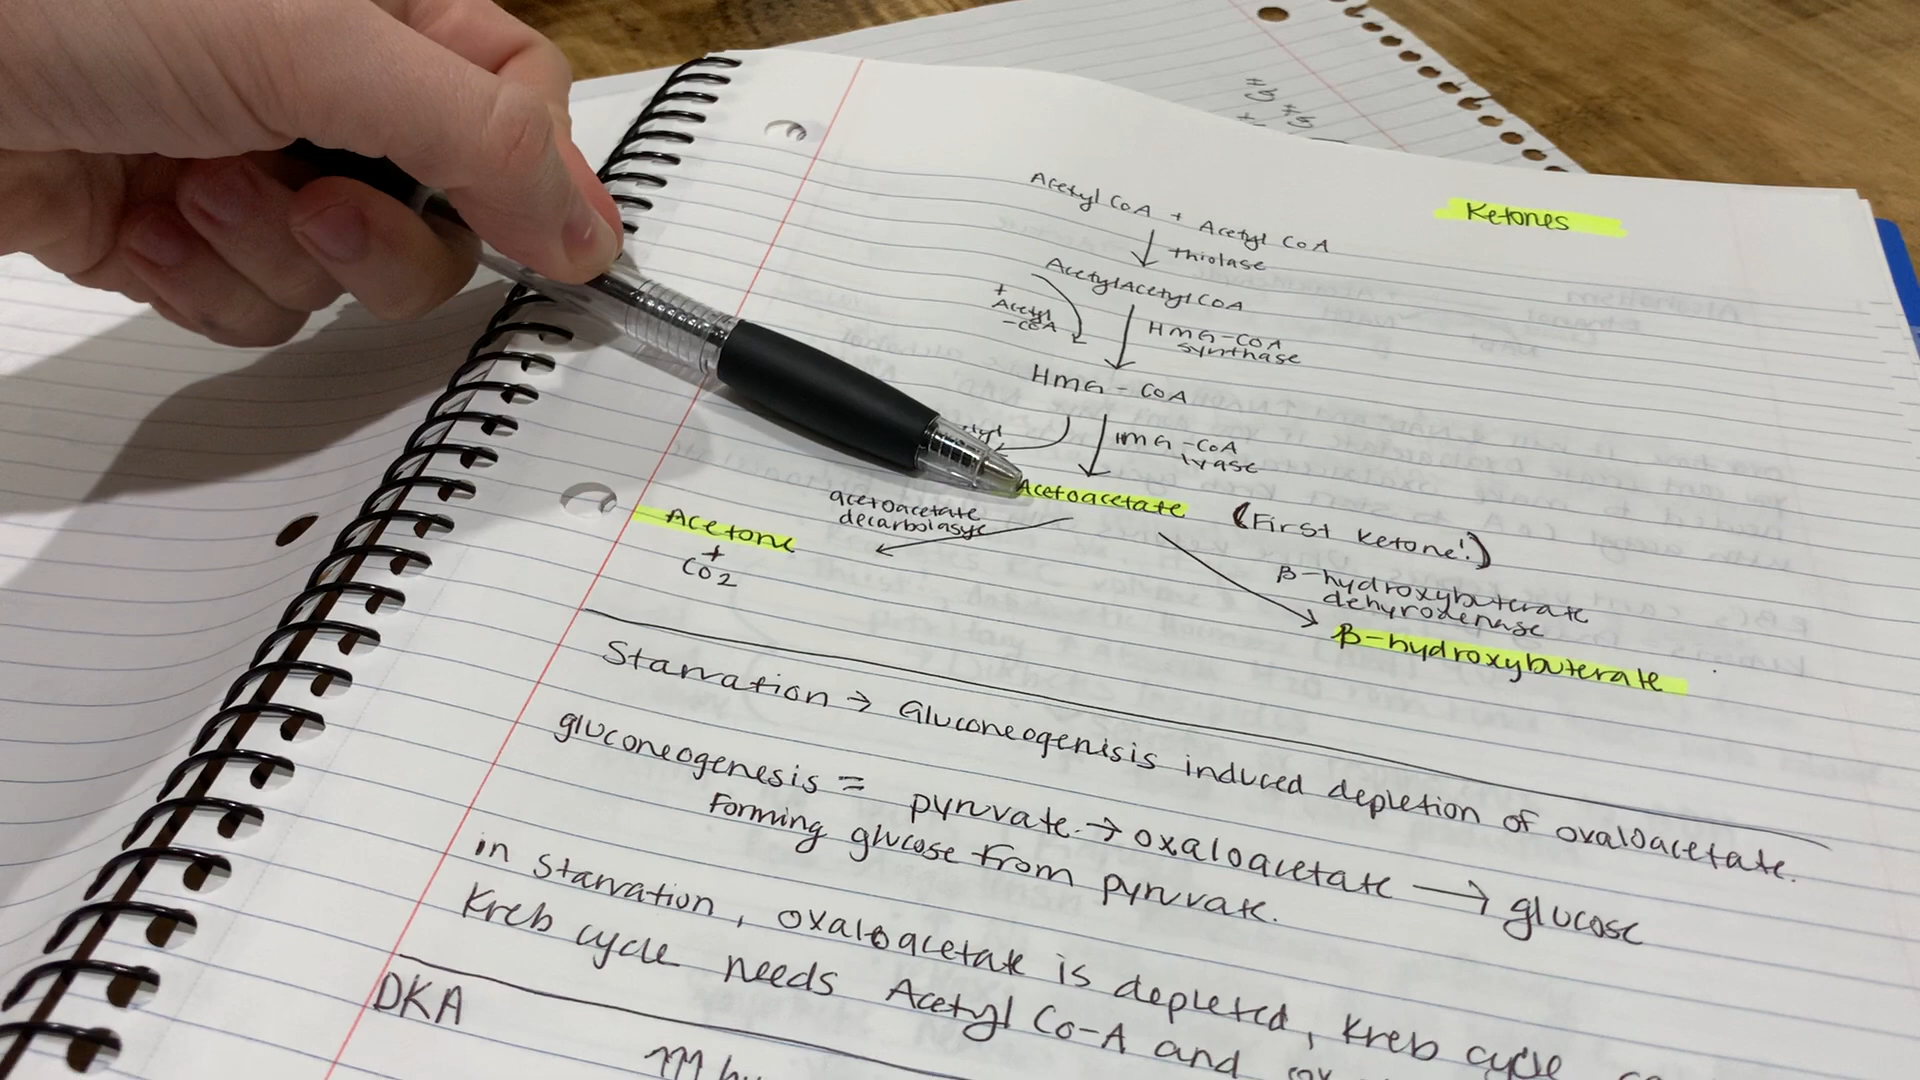 Ketones
Acetyl CoA + Acetyl CoA
thiolase
AcetylAcetyl CoA
+
Acetyl
-CoA
HMG-COA
synthase
HMG - COA
HMG-COA
lyase
Acetoacetate (First ketone!)
acetoacetate
decarbolasye
Acetone
+
CO2
β-hydroxybuterate
dehyrodenase
β-hydroxybuterate
Starvation → Gluconeogenisis induced depletion of oxaloacetate.
gluconeogenesis = pyruvate → oxaloacetate → glucose
Forming glucose from pyruvate.
in starvation, oxaloacetate is depleted, Kreb cycle
Kreb cycle needs Acetyl Co-A and
DKA